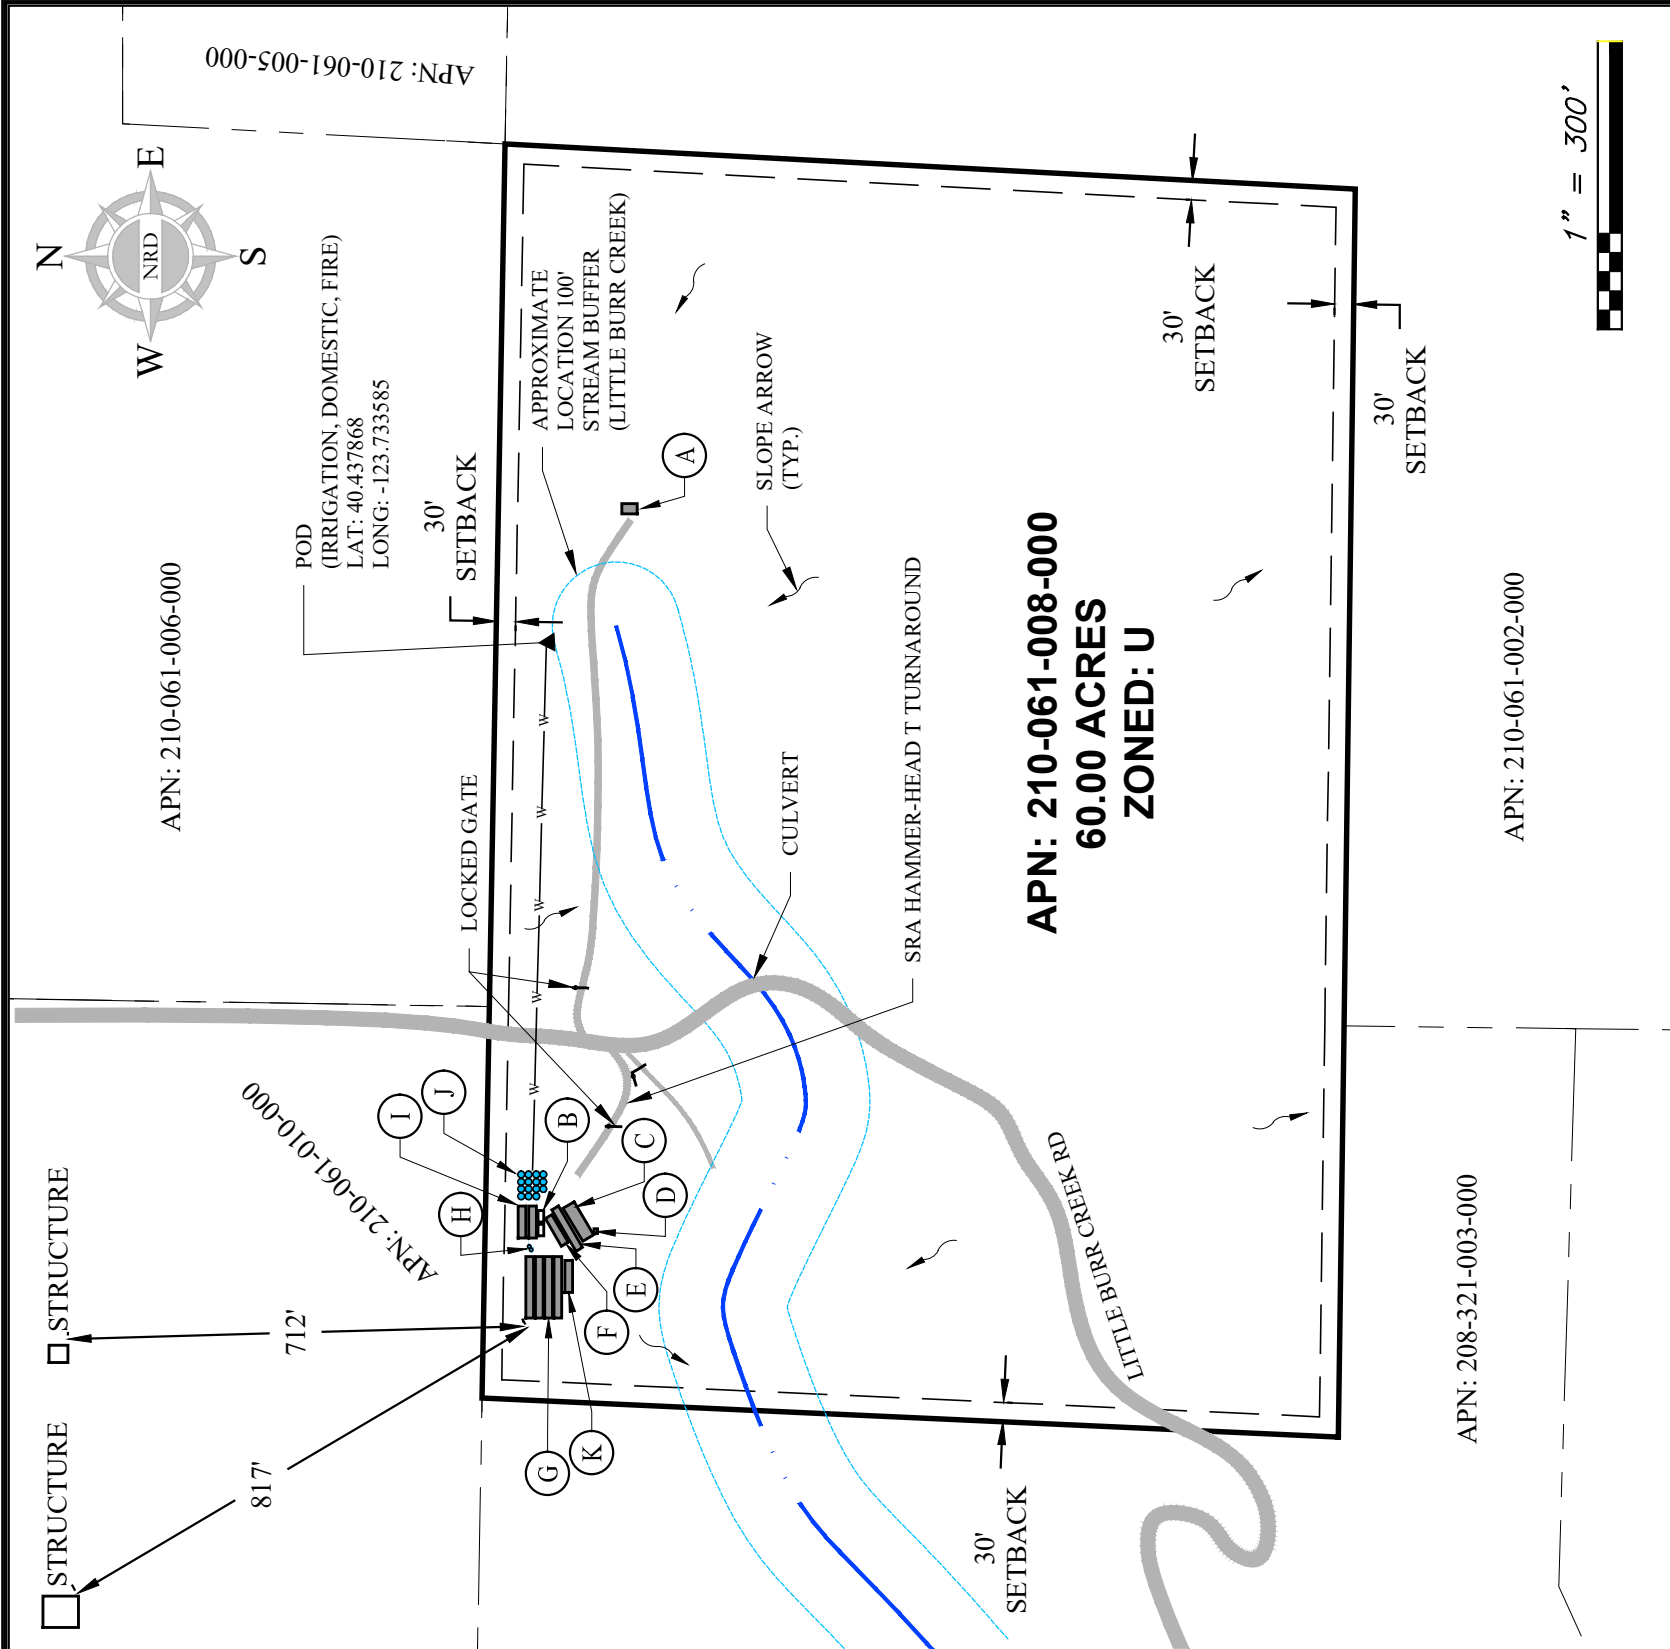 STRUCTURE
STRUCTURE
817'
712'
APN: 210-061-010-000
APN: 210-061-006-000
APN: 210-061-005-000
N
E
S
W
NRD
POD
(IRRIGATION, DOMESTIC, FIRE)
LAT: 40.437868
LONG: -123.733585
30'
SETBACK
APPROXIMATE
LOCATION 100'
STREAM BUFFER
(LITTLE BURR CREEK)
A
SLOPE ARROW
(TYP.)
LOCKED GATE
CULVERT
SRA HAMMER-HEAD T TURNAROUND
W
W
W
W
W
I
J
H
B
C
D
E
F
G
K
APN: 210-061-008-000
60.00 ACRES
ZONED: U
30'
SETBACK
30'
SETBACK
30'
SETBACK
LITTLE BURR CREEK RD
APN: 208-321-003-000
APN: 210-061-002-000
1" = 300'